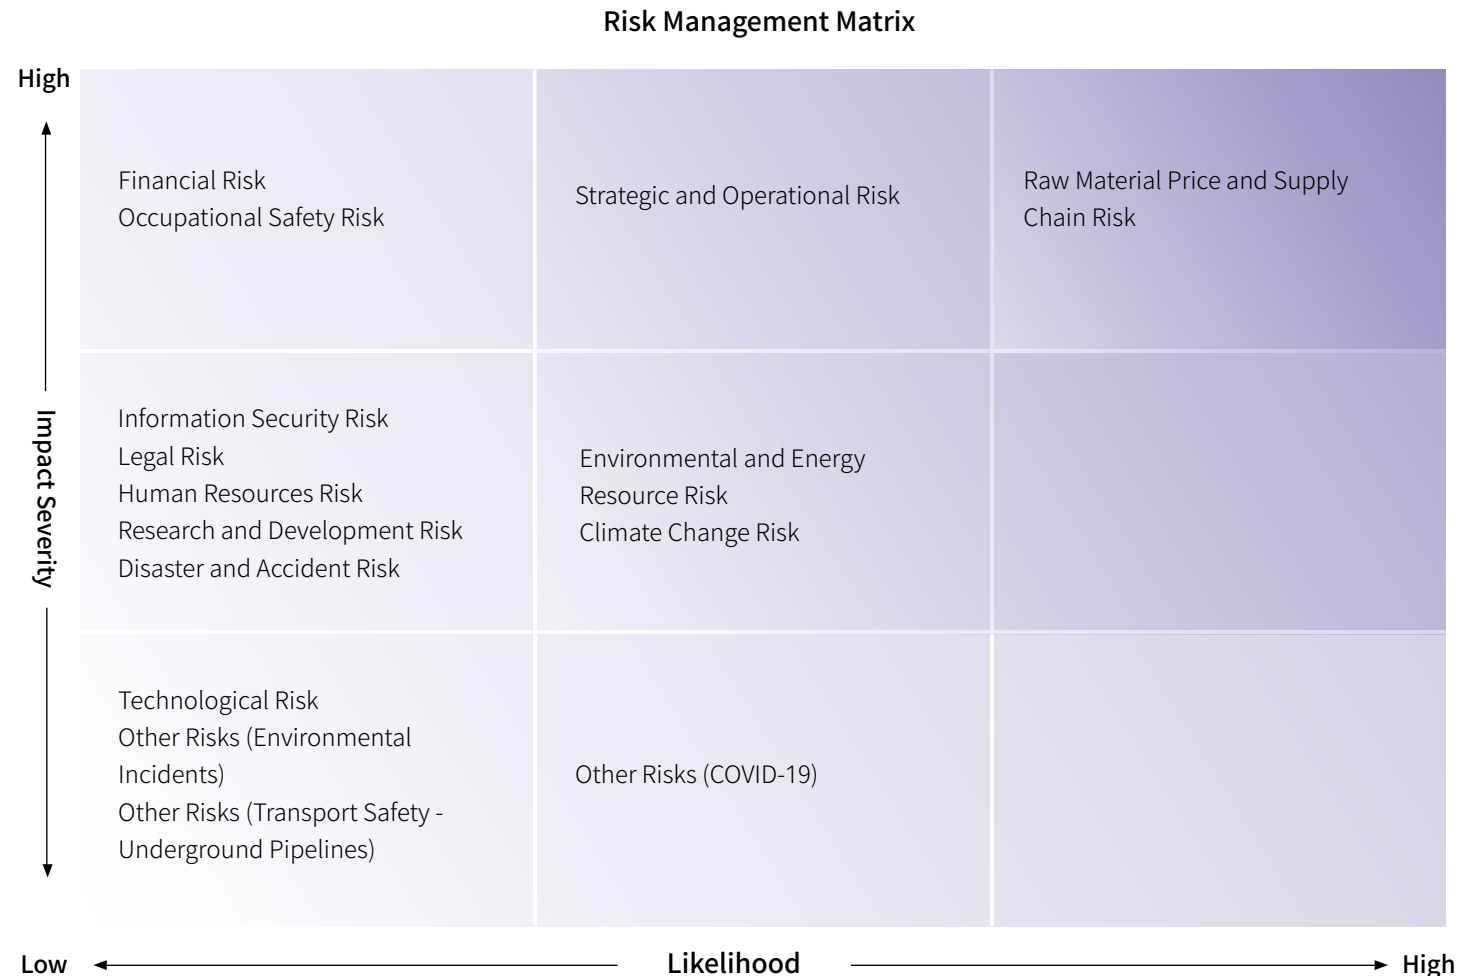 Risk Management Matrix
High
Financial Risk
Occupational Safety Risk
Strategic and Operational Risk
Raw Material Price and Supply
Chain Risk
Impact Severity
Information Security Risk
Legal Risk
Human Resources Risk
Research and Development Risk
Disaster and Accident Risk
Environmental and Energy
Resource Risk
Climate Change Risk
Technological Risk
Other Risks (Environmental
Incidents)
Other Risks (Transport Safety -
Underground Pipelines)
Other Risks (COVID-19)
Low
Likelihood
High